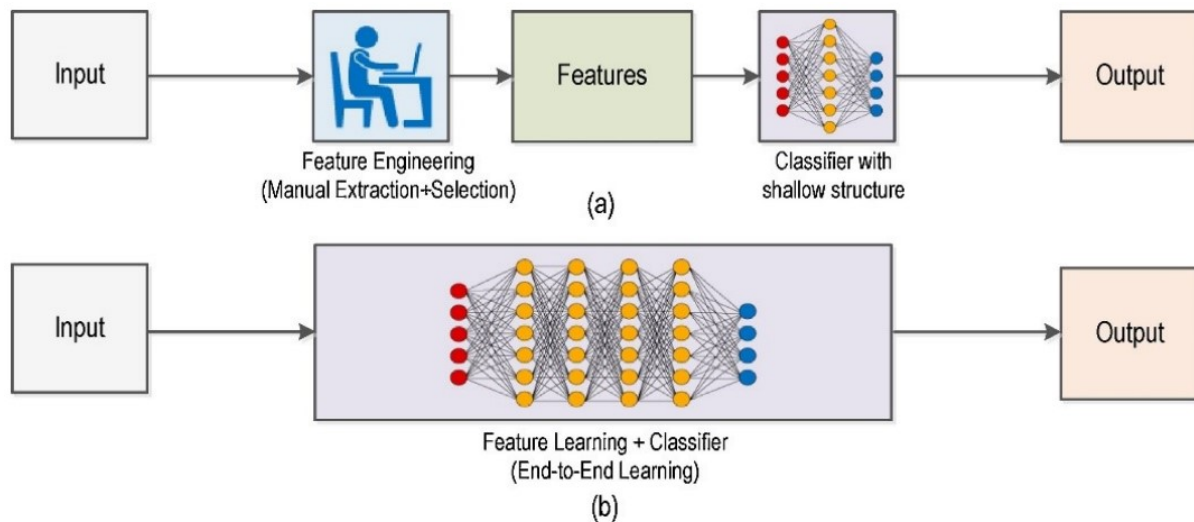 Input
Features
Output
Feature Engineering
(Manual Extraction+Selection)
Classifier with
shallow structure
(a)
Input
Output
Feature Learning + Classifier
(End-to-End Learning)
(b)